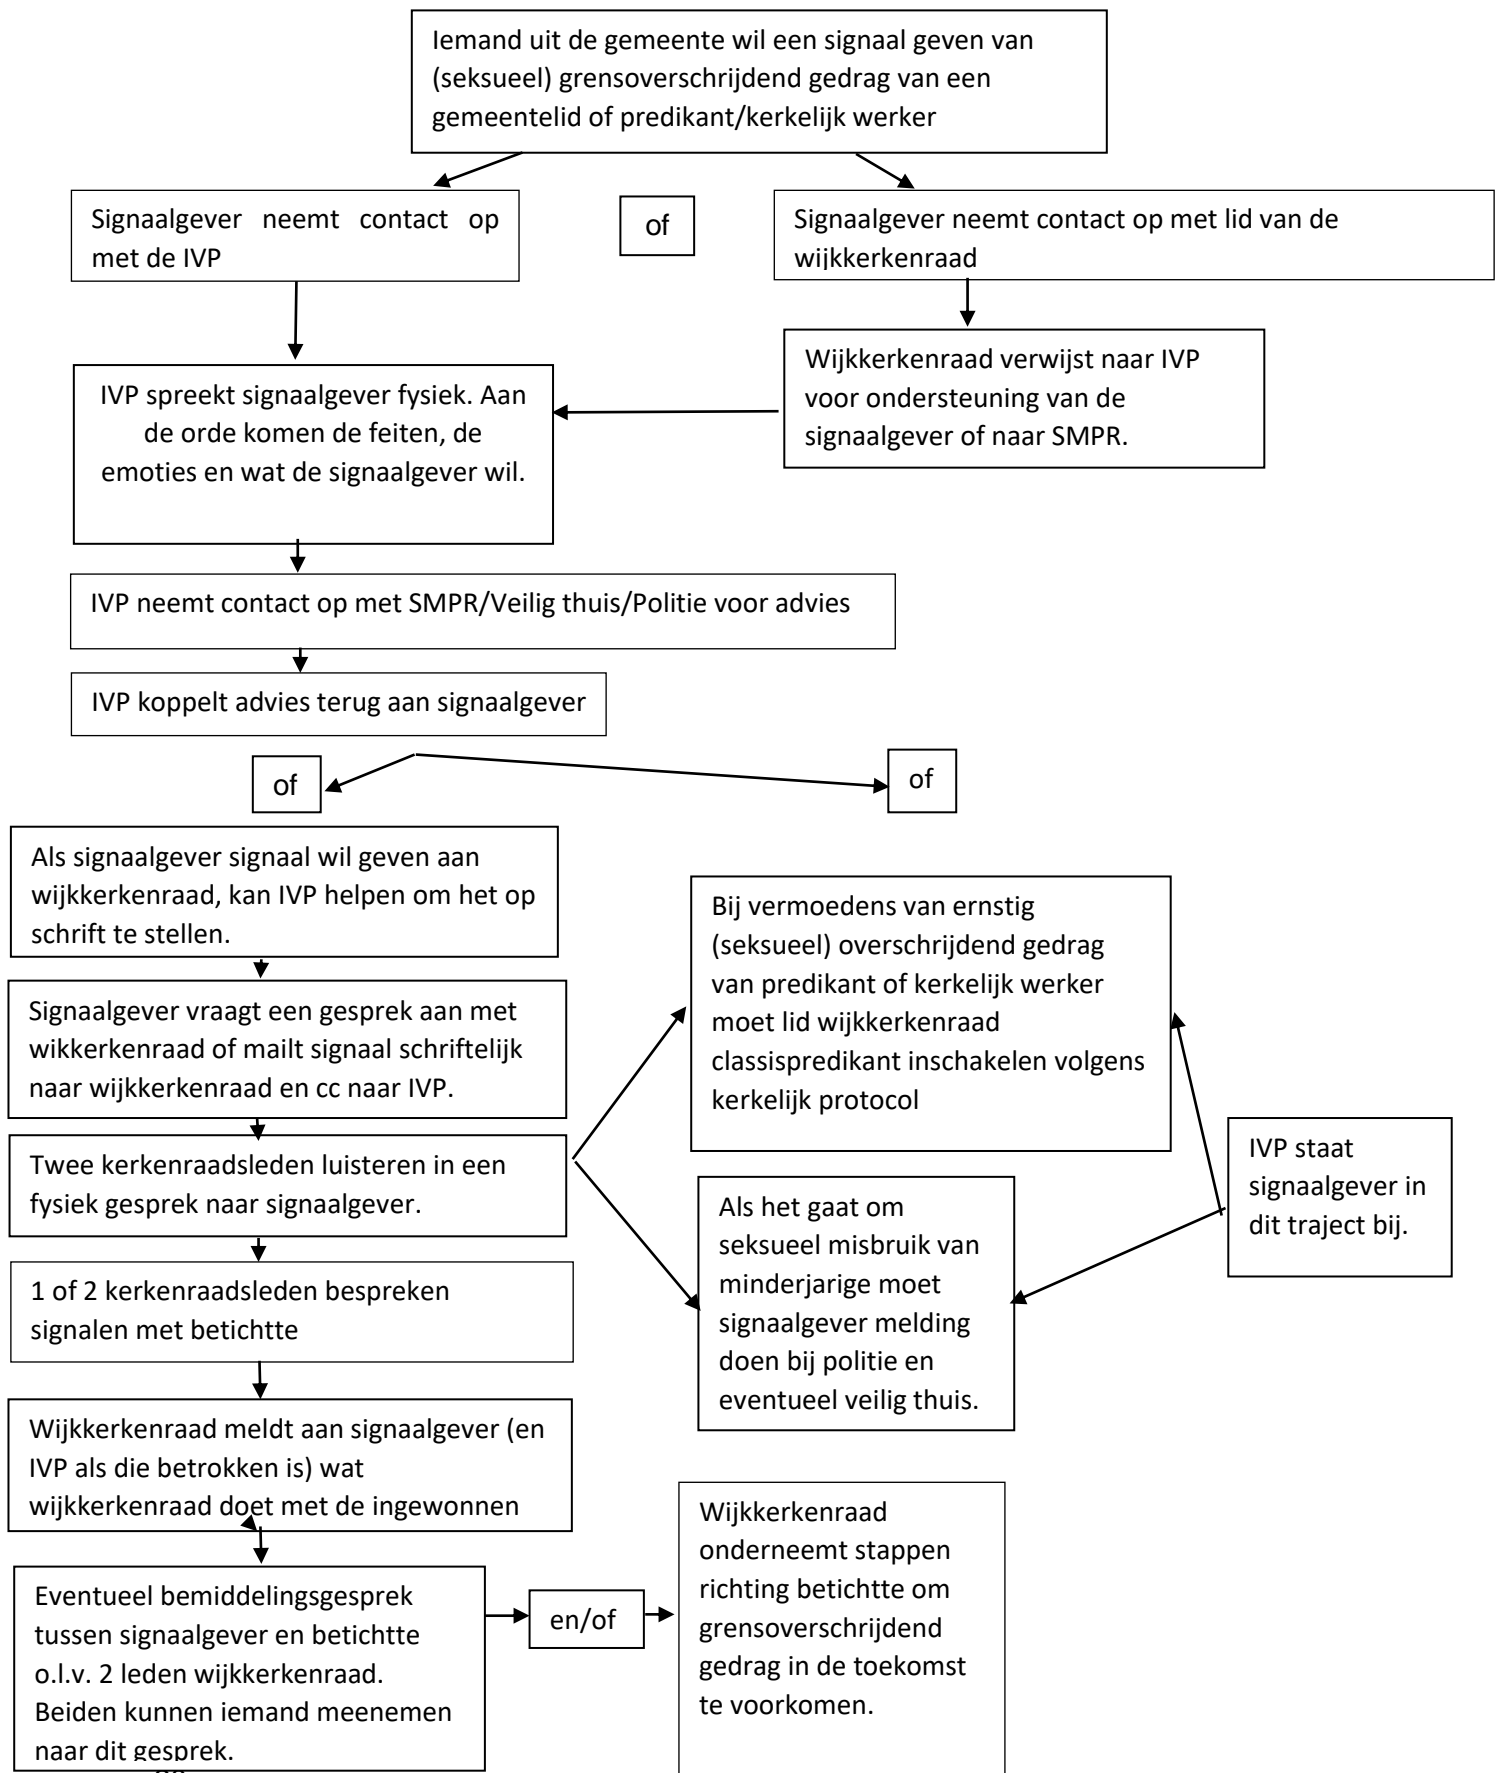 Iemand uit de gemeente wil een signaal geven van
(seksueel) grensoverschrijdend gedrag van een
gemeentelid of predikant/kerkelijk werker
Signaalgever neemt contact op
met de IVP
of
Signaalgever neemt contact op met lid van de
wijkkerkenraad
IVP spreekt signaalgever fysiek. Aan
de orde komen de feiten, de
emoties en wat de signaalgever wil.
Wijkkerkenraad verwijst naar IVP
voor ondersteuning van de
signaalgever of naar SMPR.
IVP neemt contact op met SMPR/Veilig thuis/Politie voor advies
IVP koppelt advies terug aan signaalgever
of
of
Als signaalgever signaal wil geven aan
wijkkerkenraad, kan IVP helpen om het op
schrift te stellen.
Signaalgever vraagt een gesprek aan met
wikkerkenraad of mailt signaal schriftelijk
naar wijkkerkenraad en cc naar IVP.
Twee kerkenraadsleden luisteren in een
fysiek gesprek naar signaalgever.
1 of 2 kerkenraadsleden bespreken
signalen met betichtte
Wijkkerkenraad meldt aan signaalgever (en
IVP als die betrokken is) wat
wijkkerkenraad doet met de ingewonnen
Eventueel bemiddelingsgesprek
tussen signaalgever en betichtte
o.l.v. 2 leden wijkkerkenraad.
Beiden kunnen iemand meenemen
naar dit gesprek.
en/of
Bij vermoedens van ernstig
(seksueel) overschrijdend gedrag
van predikant of kerkelijk werker
moet lid wijkkerkenraad
classispredikant inschakelen volgens
kerkelijk protocol
Als het gaat om
seksueel misbruik van
minderjarige moet
signaalgever melding
doen bij politie en
eventueel veilig thuis.
IVP staat
signaalgever in
dit traject bij.
Wijkkerkenraad
onderneemt stappen
richting betichtte om
grensoverschrijdend
gedrag in de toekomst
te voorkomen.